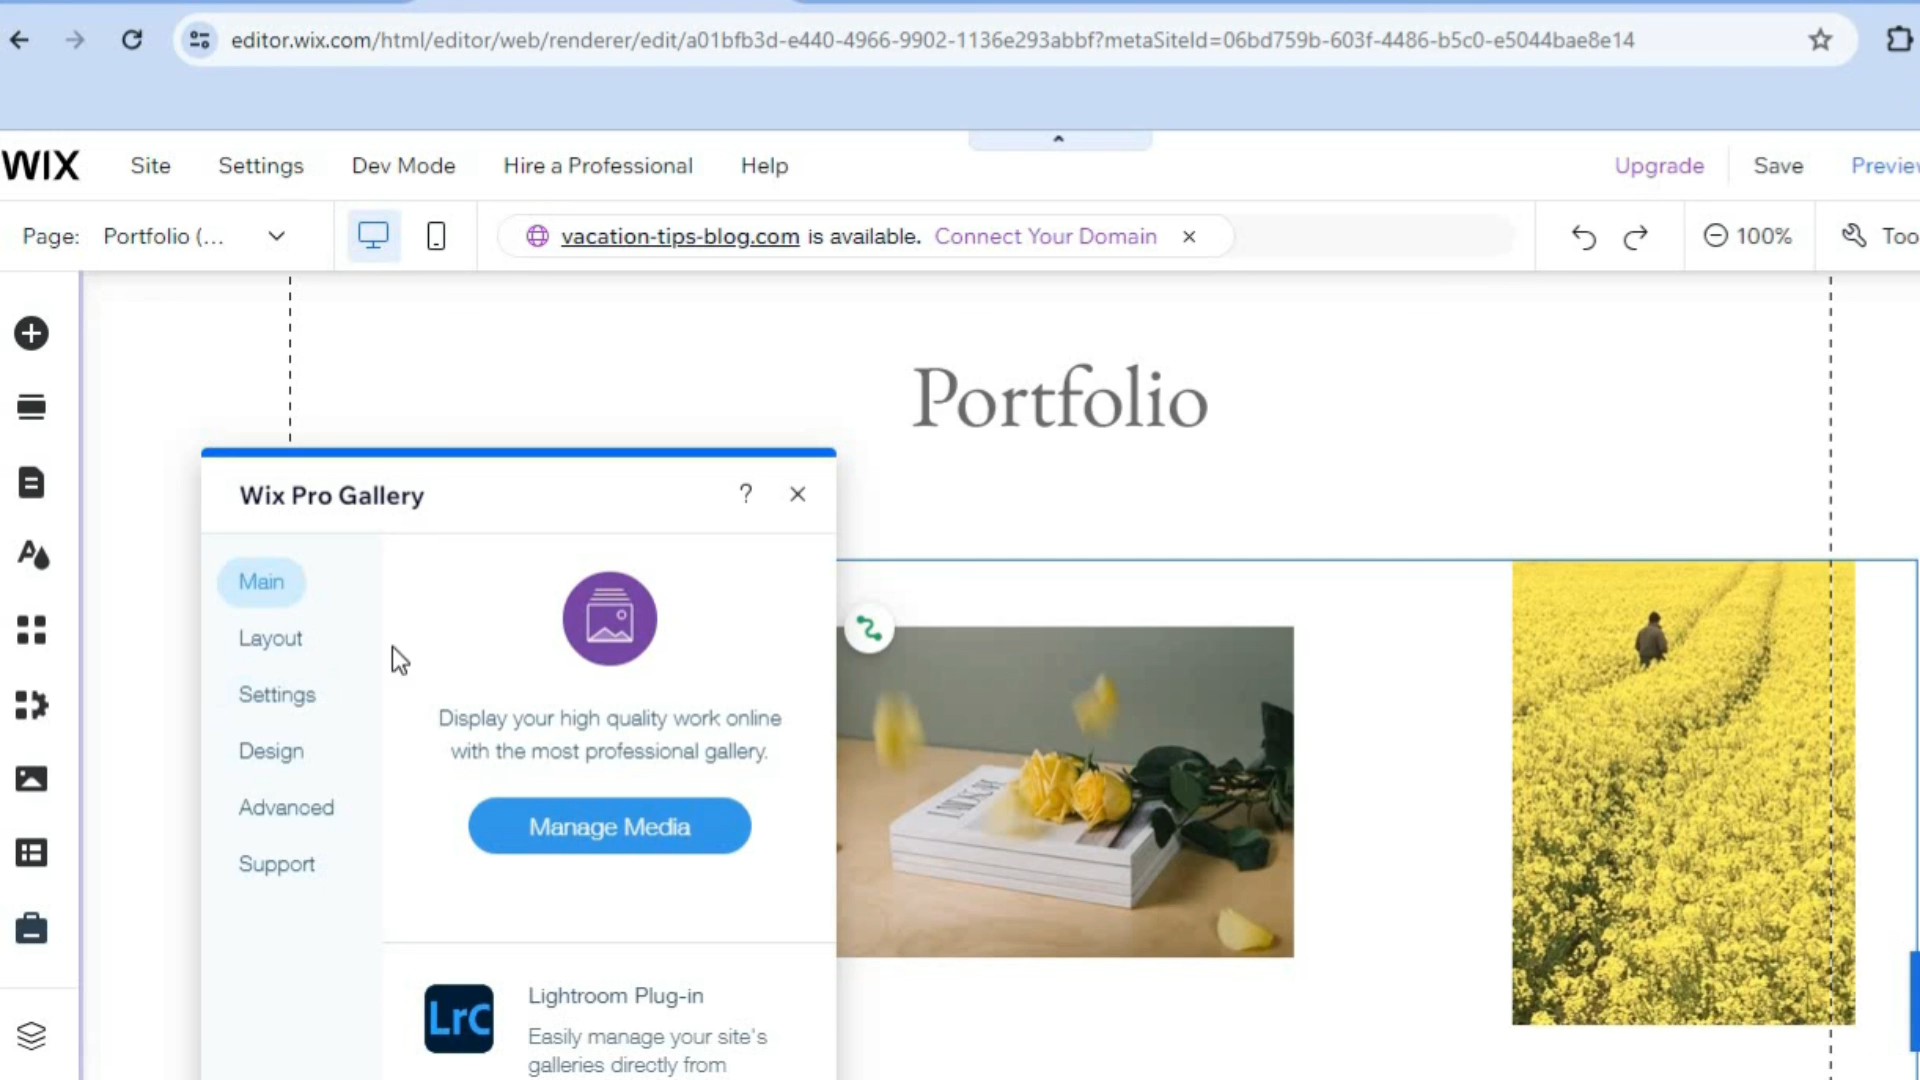 editor.wix.com/html/editor/web/renderer/edit/a01bfb3d-e440-4966-9902-1136e293abbf?metaSiteId=06bd759b-603f-4486-b5c0-e5044bae8e14
WIX Site Settings Dev Mode Hire a Professional Help Upgrade Save Preview
Page: Portfolio (... vacation-tips-blog.com is available. Connect Your Domain 100% Too
Portfolio
Wix Pro Gallery ?
Main
Layout
Settings
Design
Advanced
Support
Display your high quality work online
with the most professional gallery.
Manage Media
LrC
Lightroom Plug-in
Easily manage your site's
galleries directly from